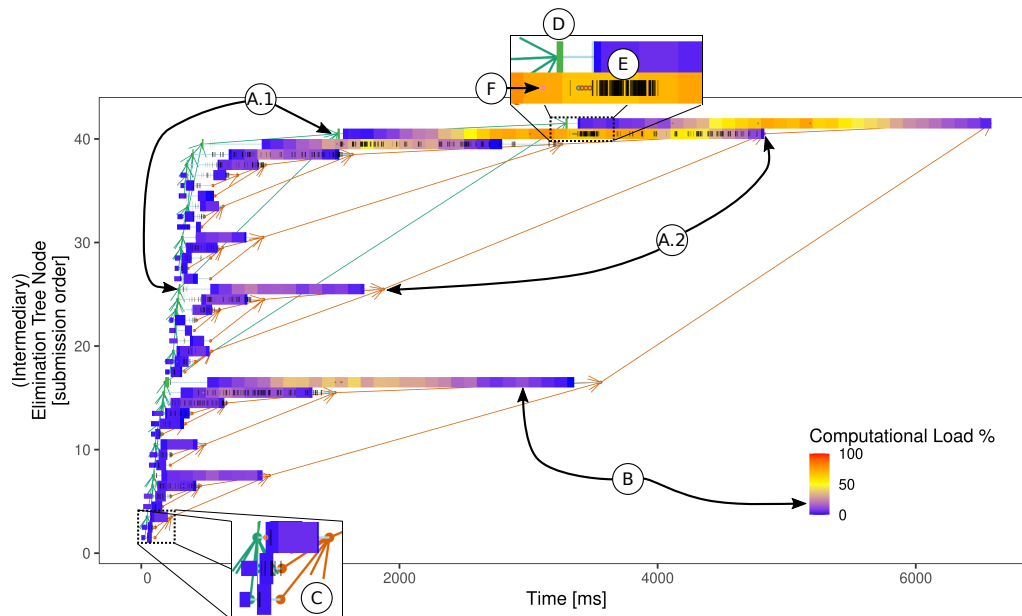 D
E
F
A.1
40
30
A.2
(Intermediary)
Elimination Tree Node
[submission order]
20
Computational Load %
100
50
0
B
10
0
C
0
2000
4000
6000
Time [ms]